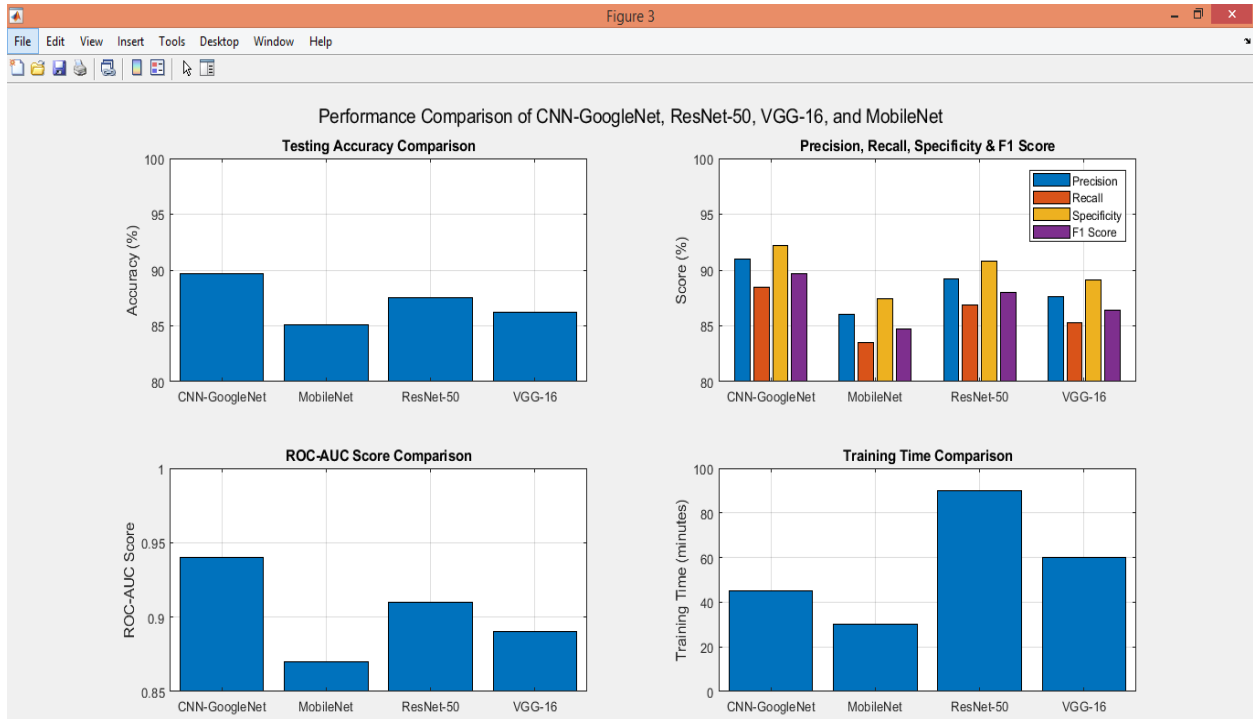 Figure 3
File Edit View Insert Tools Desktop Window Help
Performance Comparison of CNN-GoogleNet, ResNet-50, VGG-16, and MobileNet
Testing Accuracy Comparison
100
95
90
85
80
Accuracy (%)
CNN-GoogleNet MobileNet ResNet-50 VGG-16
Precision, Recall, Specificity & F1 Score
100
95
90
85
80
Score (%)
Precision
Recall
Specificity
F1 Score
CNN-GoogleNet MobileNet ResNet-50 VGG-16
ROC-AUC Score Comparison
1
0.95
0.9
0.85
ROC-AUC Score
CNN-GoogleNet MobileNet ResNet-50 VGG-16
Training Time Comparison
100
80
60
40
20
0
Training Time (minutes)
CNN-GoogleNet MobileNet ResNet-50 VGG-16